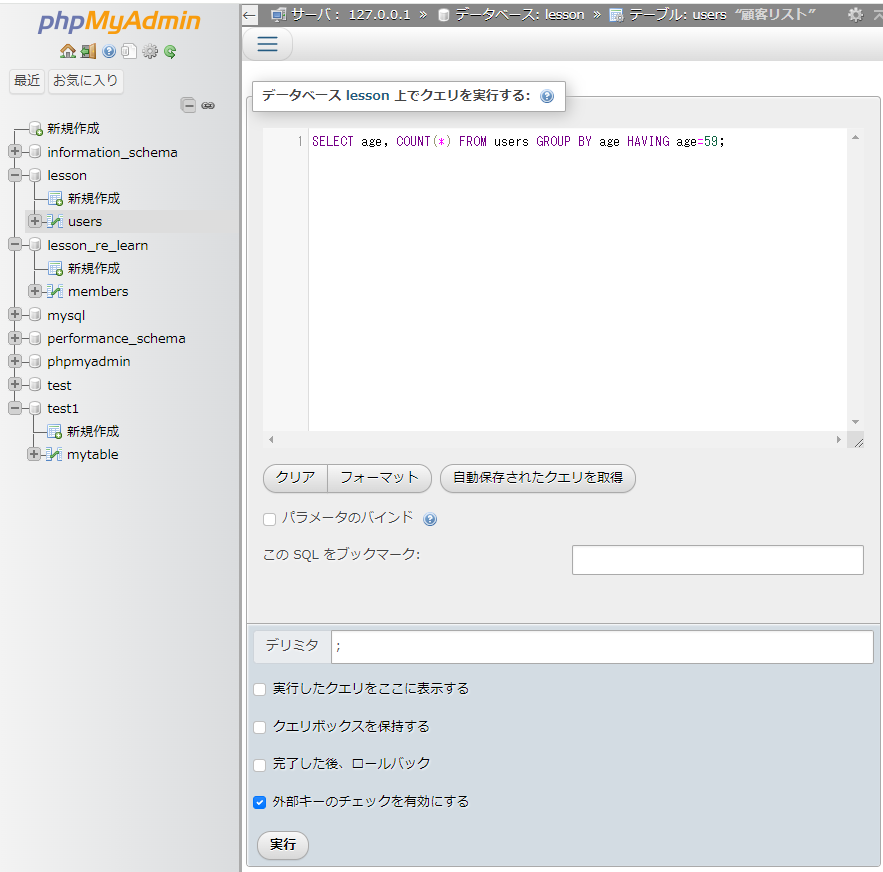 phpMyAdmin
最近 お気に入り
新規作成
information_schema
lesson
新規作成
users
lesson_re_learn
新規作成
members
mysql
performance_schema
phpmyadmin
test
test1
新規作成
mytable
サーバ: 127.0.0.1 » データベース: lesson » テーブル: users “顧客リスト”
データベース lesson 上でクエリを実行する:
1 SELECT age, COUNT(*) FROM users GROUP BY age HAVING age=59;
クリア フォーマット 自動保存されたクエリを取得
パラメータのバインド
この SQL をブックマーク:
デリミタ ;
実行したクエリをここに表示する
クエリボックスを保持する
完了した後、ロールバック
外部キーのチェックを有効にする
実行